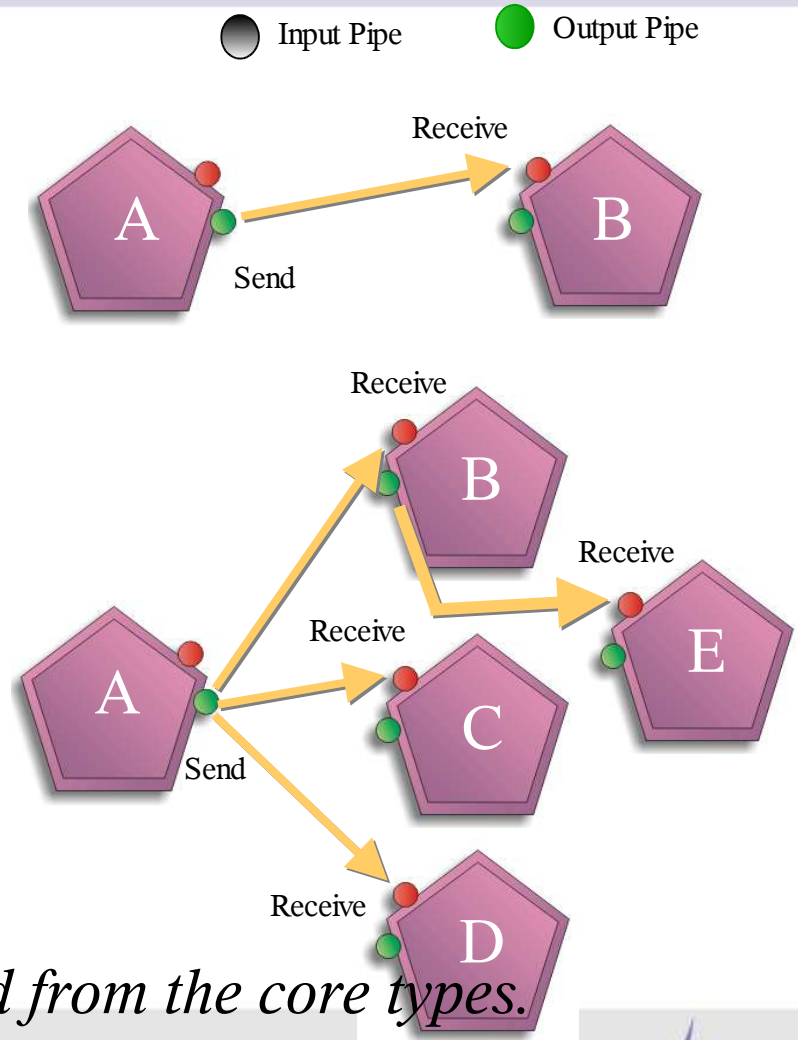 Input Pipe Output Pipe
Receive
A B
Send
Receive
B
Receive
Receive
E
A
C
Send
Receive
D
d from the core types.